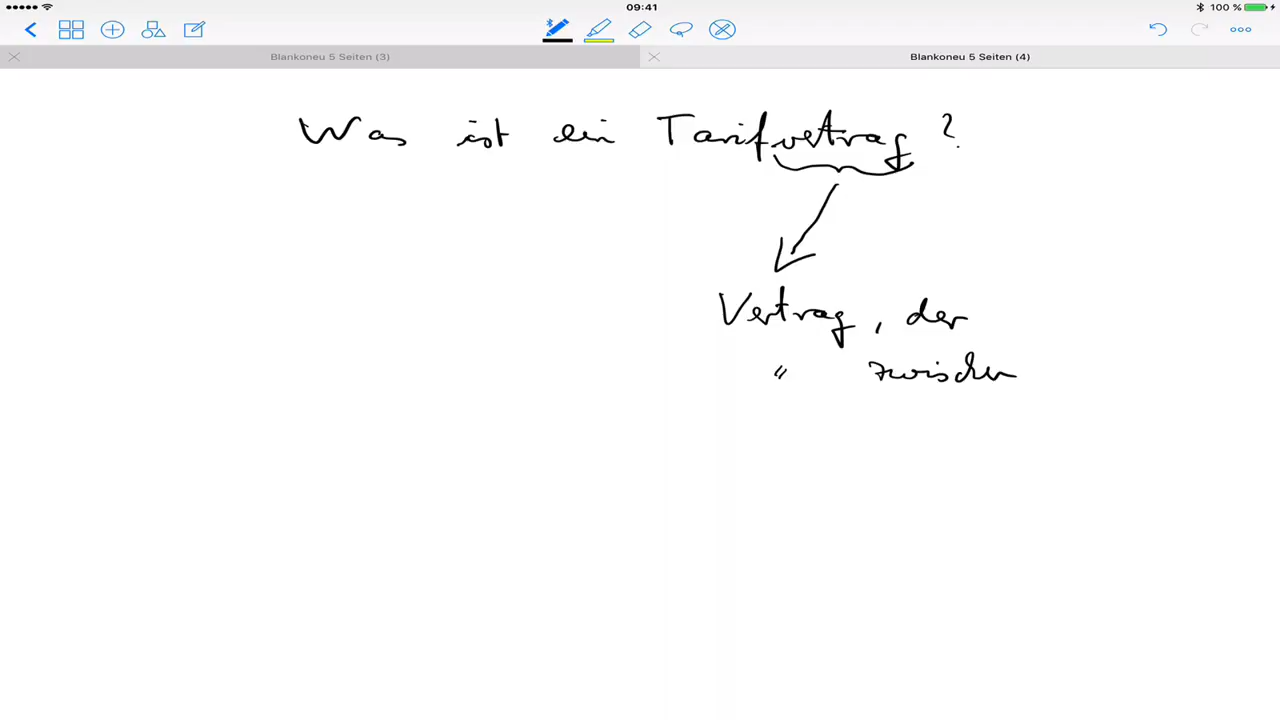 09:41
100 %
Blankoneu 5 Seiten (3)
Blankoneu 5 Seiten (4)
Was ist ein Tarifvertrag ?
Vertrag, der
" zwischen